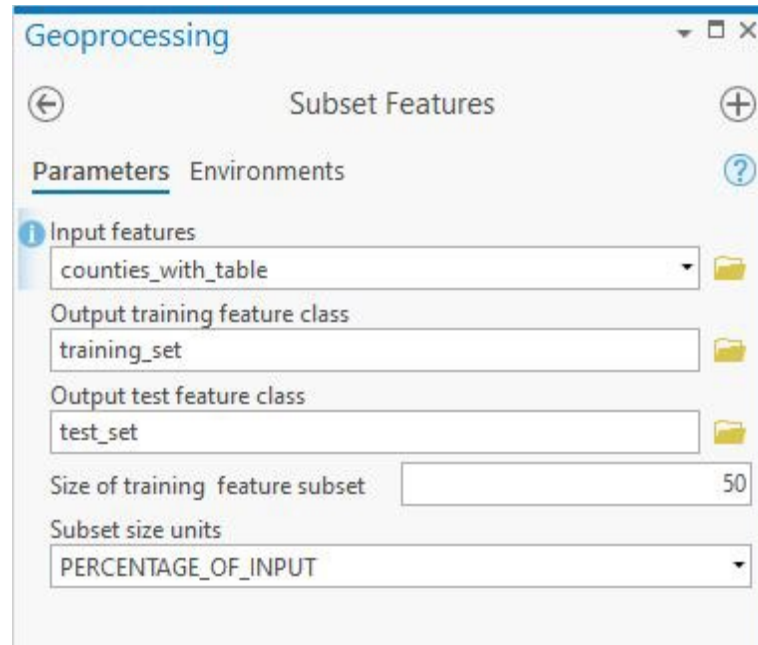 Geoprocessing
Subset Features
Parameters Environments
Input features
counties_with_table
Output training feature class
training_set
Output test feature class
test_set
Size of training feature subset 50
Subset size units
PERCENTAGE_OF_INPUT